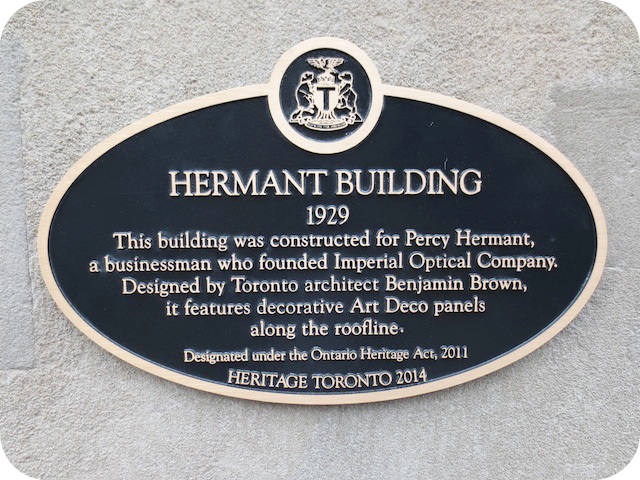 T
HERMANT BUILDING
1929
This building was constructed for Percy Hermant,
a businessman who founded Imperial Optical Company.
Designed by Toronto architect Benjamin Brown,
it features decorative Art Deco panels
along the roofline.
Designated under the Ontario Heritage Act, 2011
HERITAGE TORONTO 2014